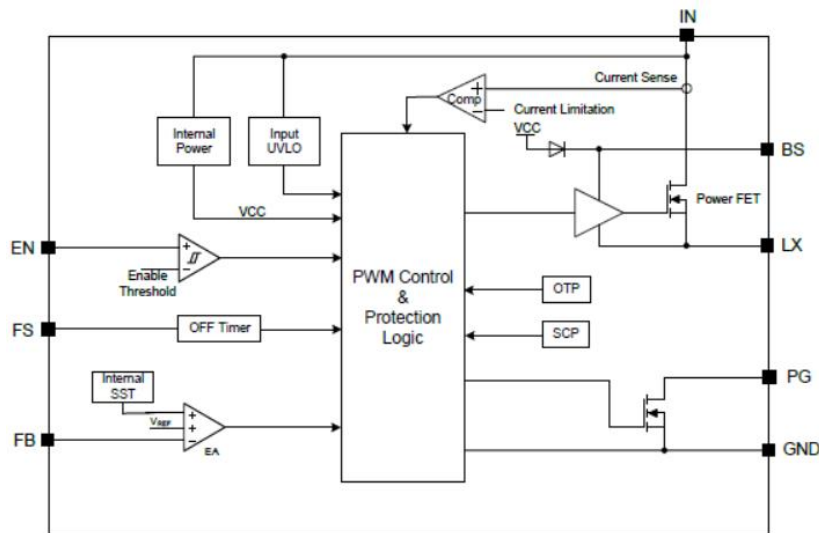 IN
Current Sense
Comp
Current Limitation
VCC
Internal
Power
Input
UVLO
BS
Power FET
VCC
EN
LX
Enable
Threshold
PWM Control
&
Protection
Logic
OTP
FS
OFF Timer
SCP
Internal
SST
PG
VREF
FB
EA
GND